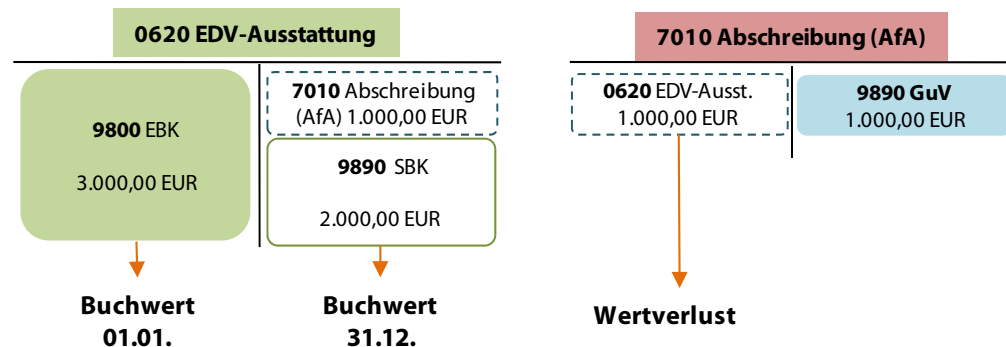 0620 EDV-Ausstattung
9800 EBK
3.000,00 EUR
7010 Abschreibung
(AfA) 1.000,00 EUR
9890 SBK
2.000,00 EUR
Buchwert
01.01.
Buchwert
31.12.
7010 Abschreibung (AfA)
0620 EDV-Ausst.
1.000,00 EUR
9890 GuV
1.000,00 EUR
Wertverlust